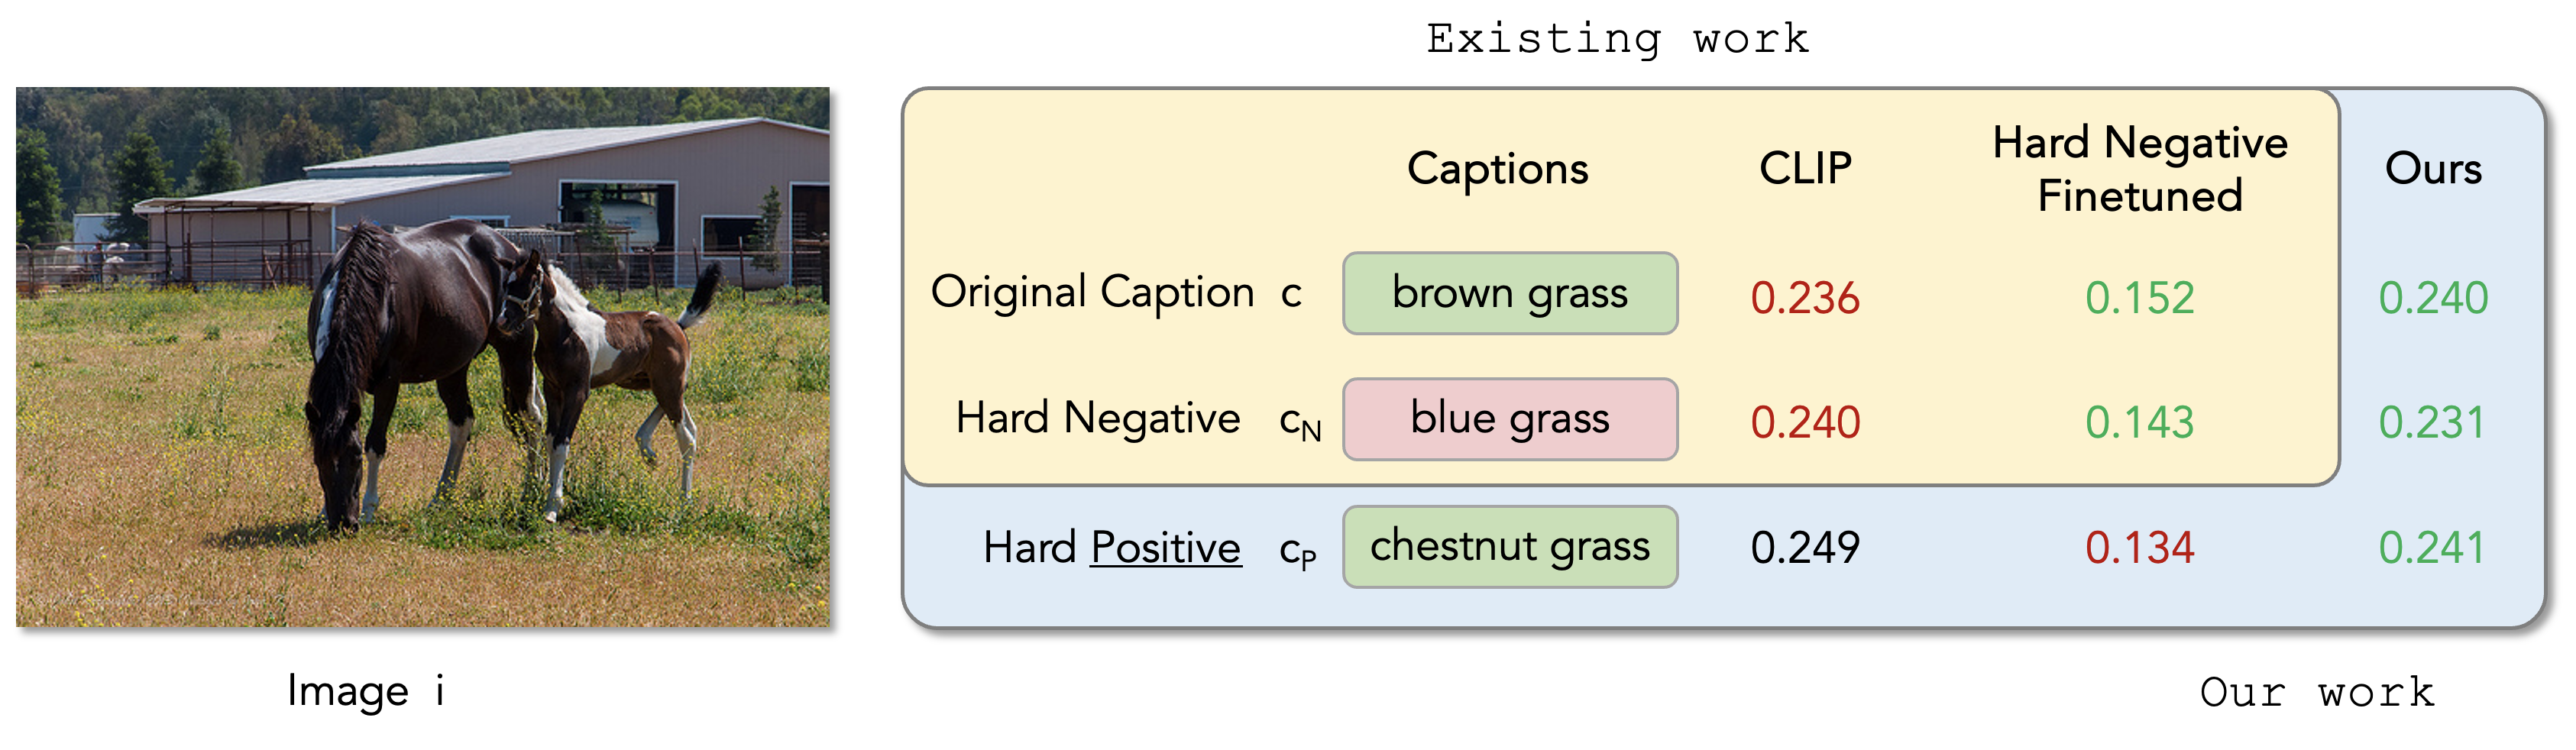 Existing work
Captions CLIP Hard Negative Finetuned Ours
Original Caption c brown grass 0.236 0.152 0.240
Hard Negative cN blue grass 0.240 0.143 0.231
Hard Positive cP chestnut grass 0.249 0.134 0.241
Image i
Our work